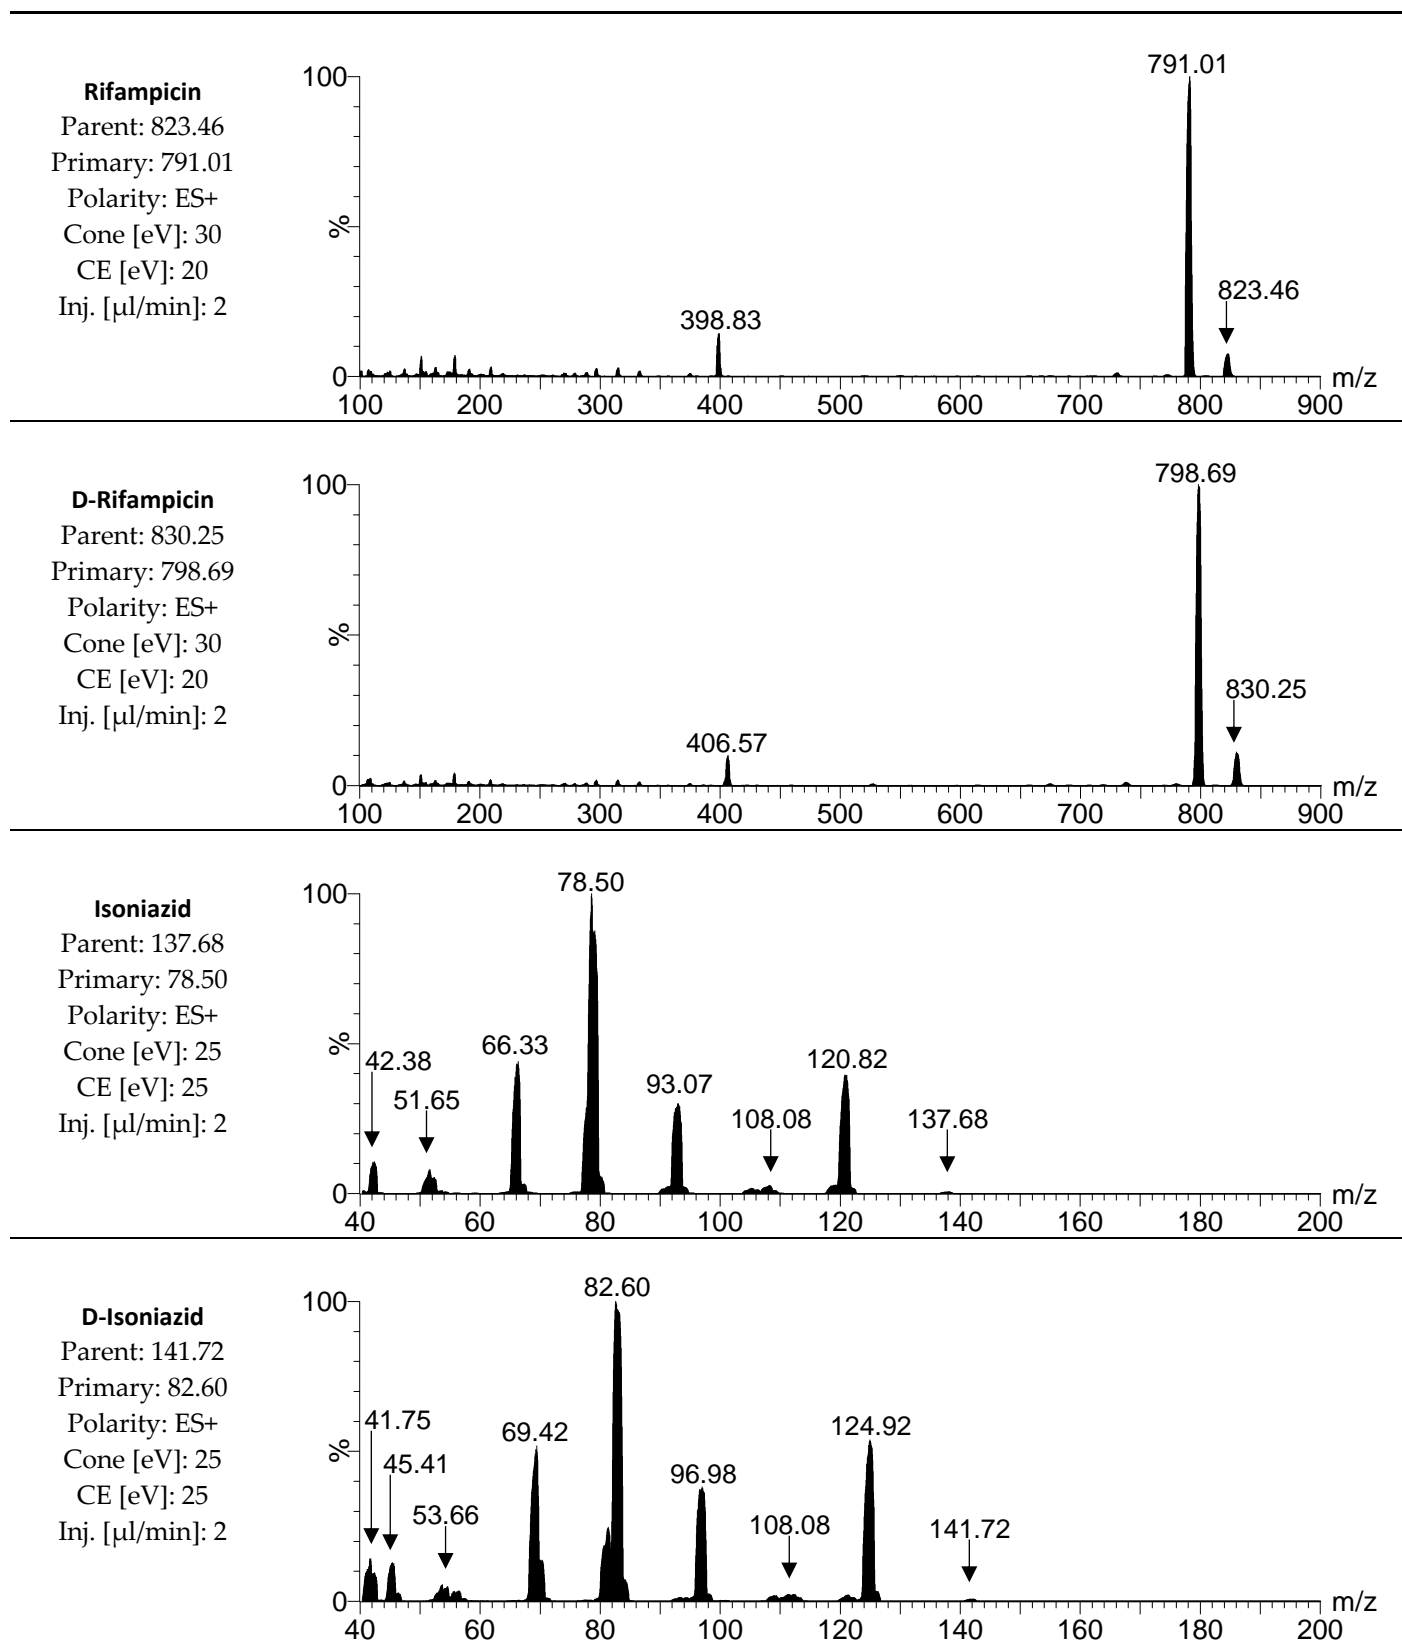 Rifampicin
Parent: 823.46
Primary: 791.01
Polarity: ES+
Cone [eV]: 30
CE [eV]: 20
Inj. [µl/min]: 2
100
%
0
791.01
823.46
398.83
m/z
100 200 300 400 500 600 700 800 900
D-Rifampicin
Parent: 830.25
Primary: 798.69
Polarity: ES+
Cone [eV]: 30
CE [eV]: 20
Inj. [µl/min]: 2
100
%
0
798.69
830.25
406.57
m/z
100 200 300 400 500 600 700 800 900
Isoniazid
Parent: 137.68
Primary: 78.50
Polarity: ES+
Cone [eV]: 25
CE [eV]: 25
Inj. [µl/min]: 2
100
%
0
78.50
42.38
51.65
66.33
93.07
108.08
120.82
137.68
m/z
40 60 80 100 120 140 160 180 200
D-Isoniazid
Parent: 141.72
Primary: 82.60
Polarity: ES+
Cone [eV]: 25
CE [eV]: 25
Inj. [µl/min]: 2
100
%
0
82.60
41.75
45.41
53.66
69.42
96.98
108.08
124.92
141.72
m/z
40 60 80 100 120 140 160 180 200